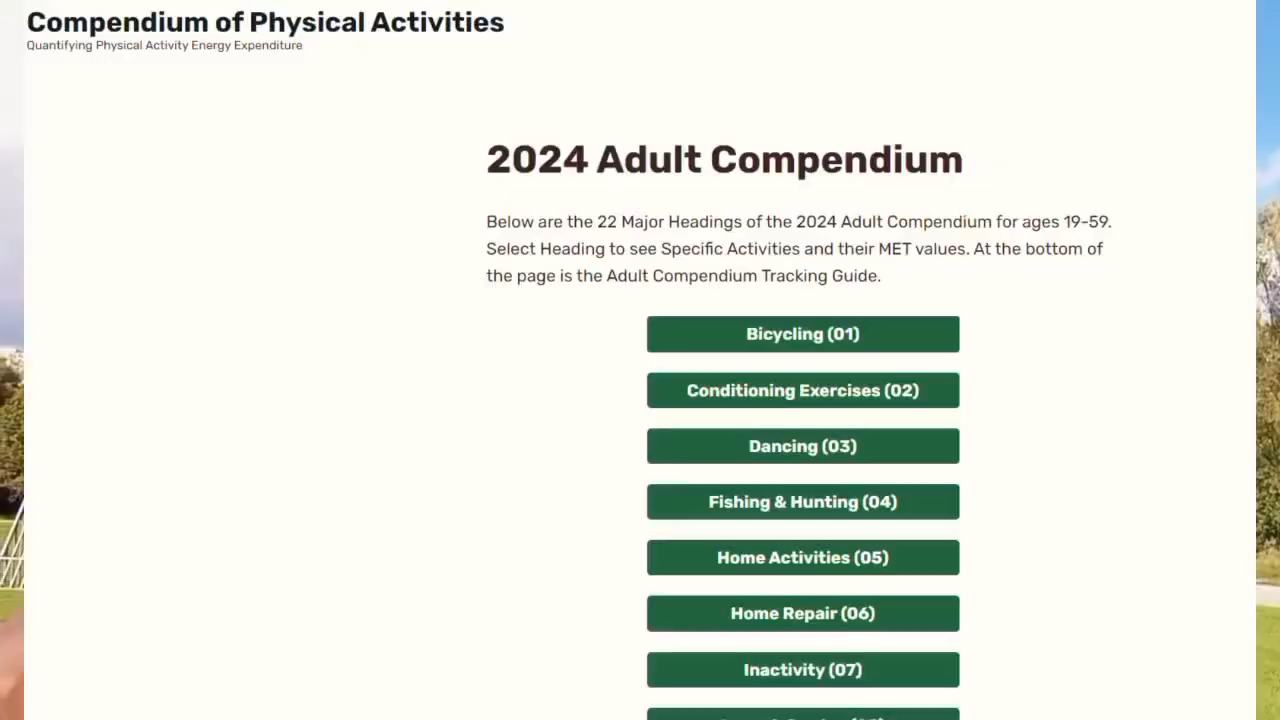 Compendium of Physical Activities
Quantifying Physical Activity Energy Expenditure
2024 Adult Compendium
Below are the 22 Major Headings of the 2024 Adult Compendium for ages 19-59.
Select Heading to see Specific Activities and their MET values. At the bottom of
the page is the Adult Compendium Tracking Guide.
Bicycling (01)
Conditioning Exercises (02)
Dancing (03)
Fishing & Hunting (04)
Home Activities (05)
Home Repair (06)
Inactivity (07)